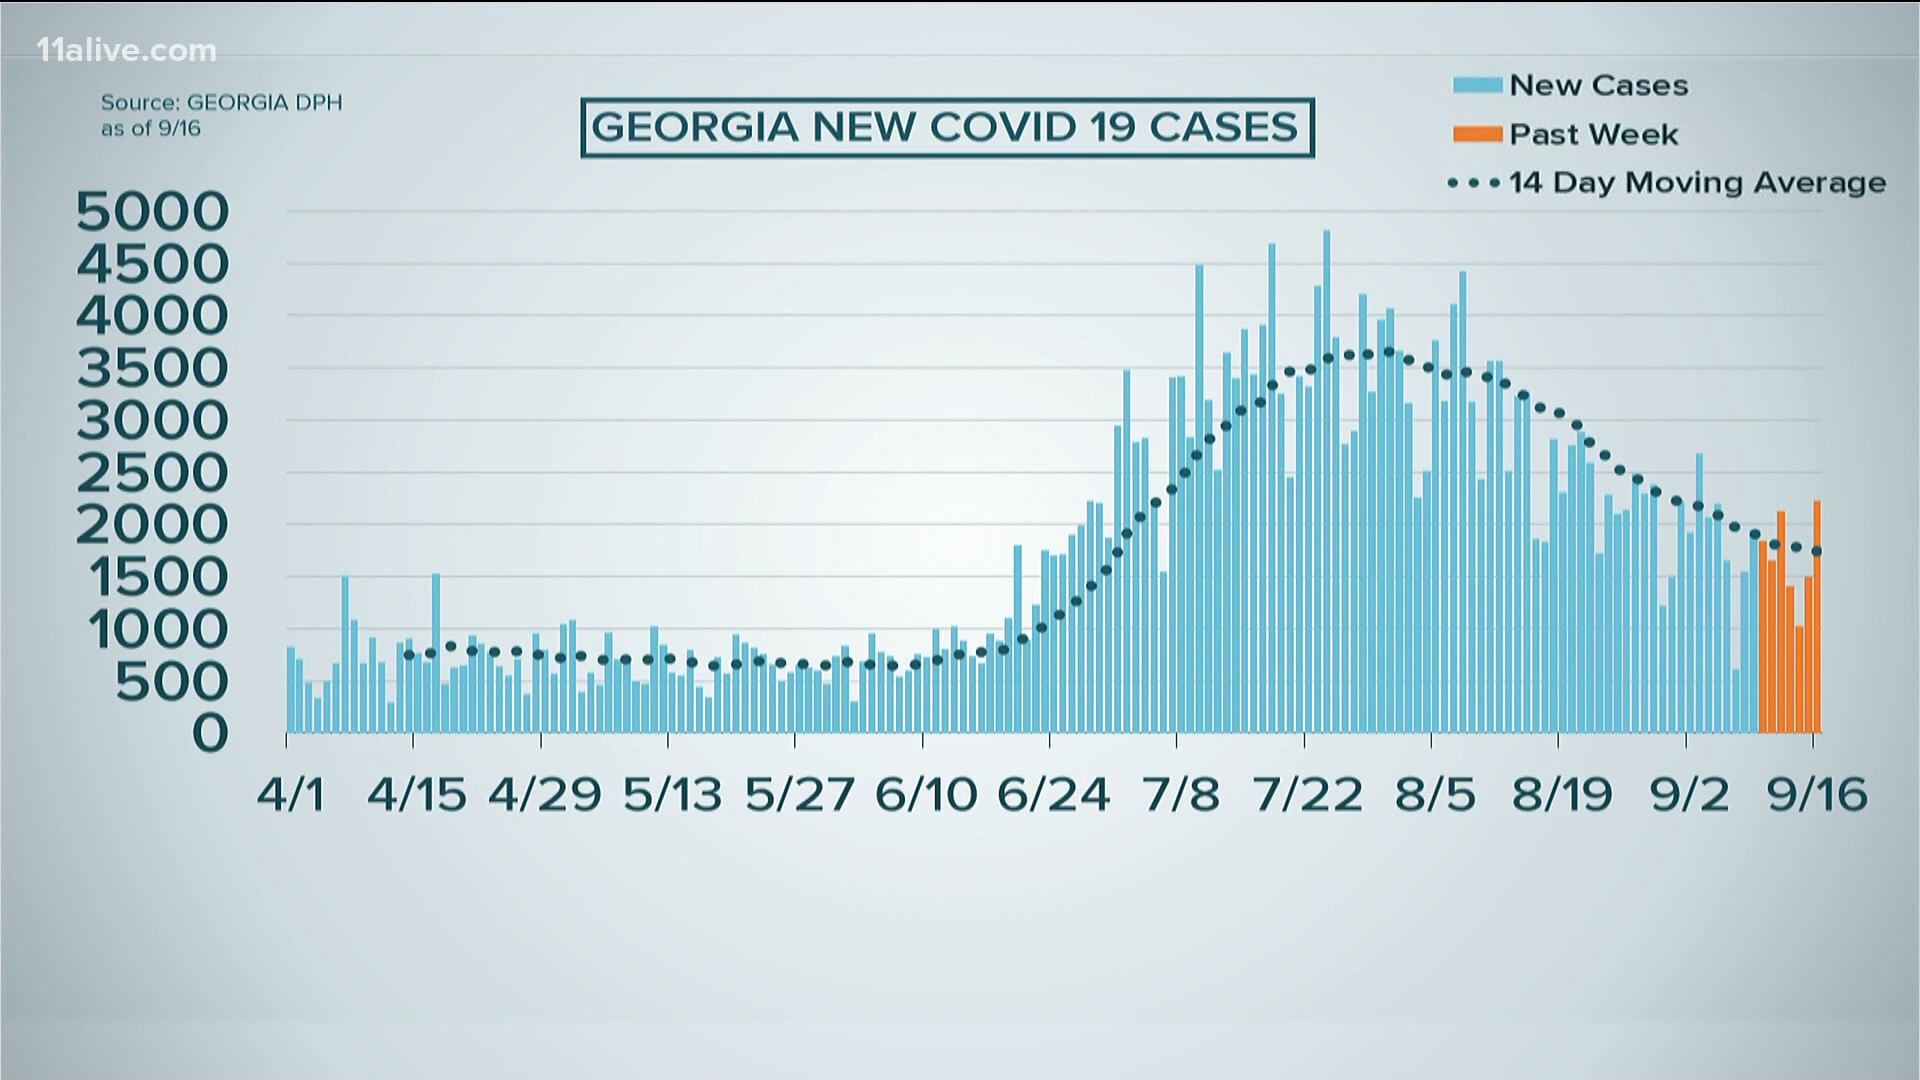 11alive.com
Source: GEORGIA DPH
as of 9/16
GEORGIA NEW COVID 19 CASES
New Cases
Past Week
14 Day Moving Average
5000
4500
4000
3500
3000
2500
2000
1500
1000
500
0
4/1 4/15 4/29 5/13 5/27 6/10 6/24 7/8 7/22 8/5 8/19 9/2 9/16